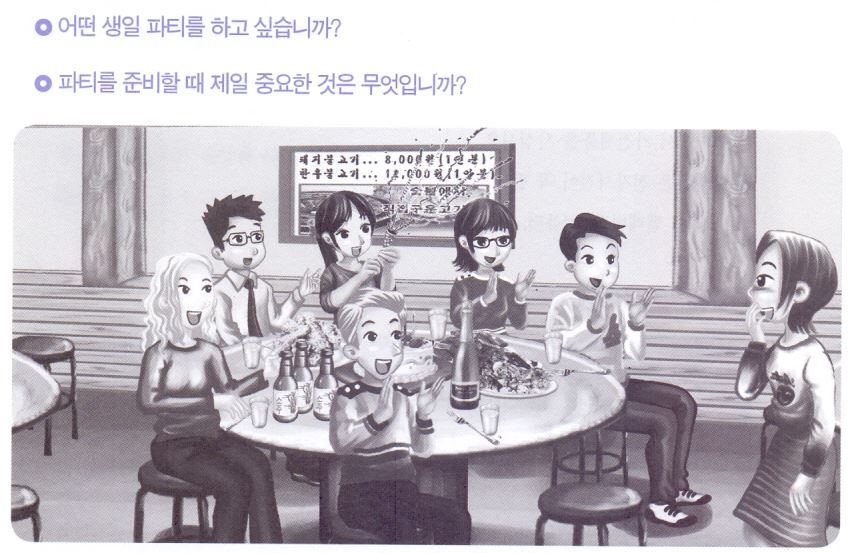 어떤 생일 파티를 하고 싶습니까?
파티를 준비할 때 제일 중요한 것은 무엇입니까?
돼지불고기... 8,000원(1인분)
한우불고기... 18,000원(1인분)